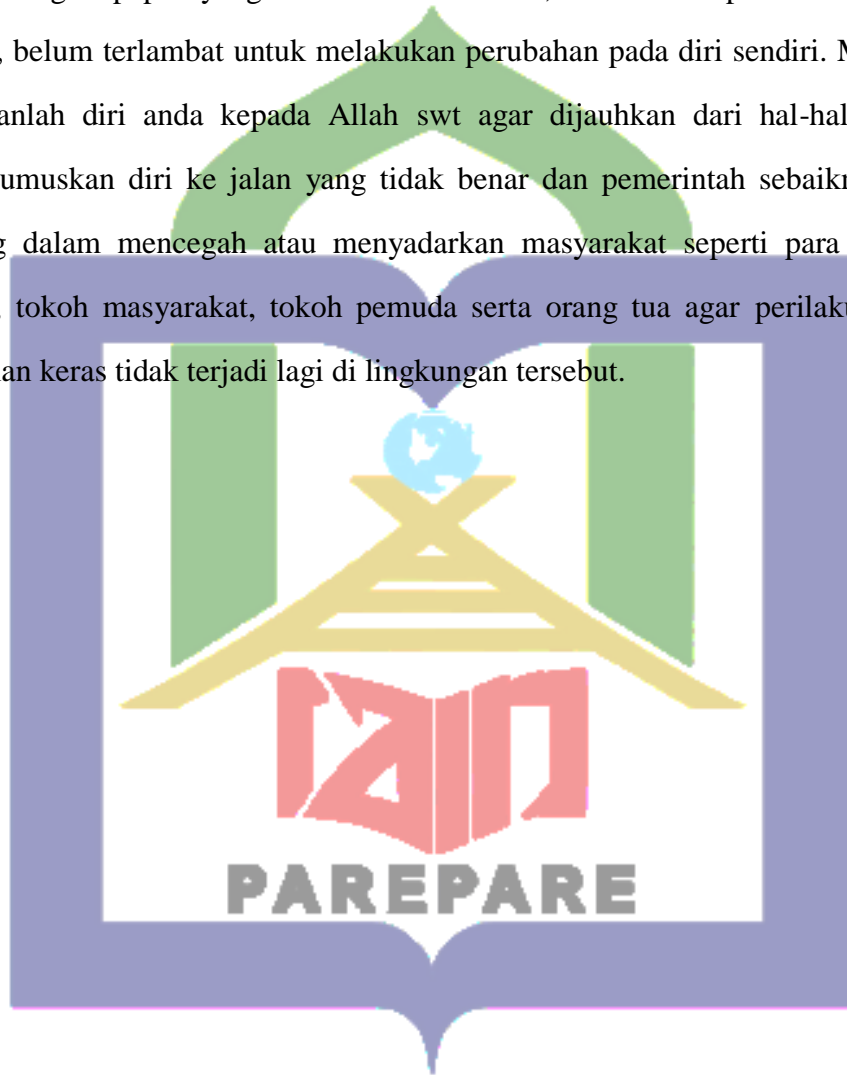 belum terlambat untuk melakukan perubahan pada diri sendiri.
anlah diri anda kepada Allah swt agar dijauhkan dari hal-hal
umuskan diri ke jalan yang tidak benar dan pemerintah
dalam mencegah atau menyadarkan masyarakat seperti para
tokoh masyarakat, tokoh pemuda serta orang tua agar
an keras tidak terjadi lagi di lingkungan tersebut.
iain
PAREPARE